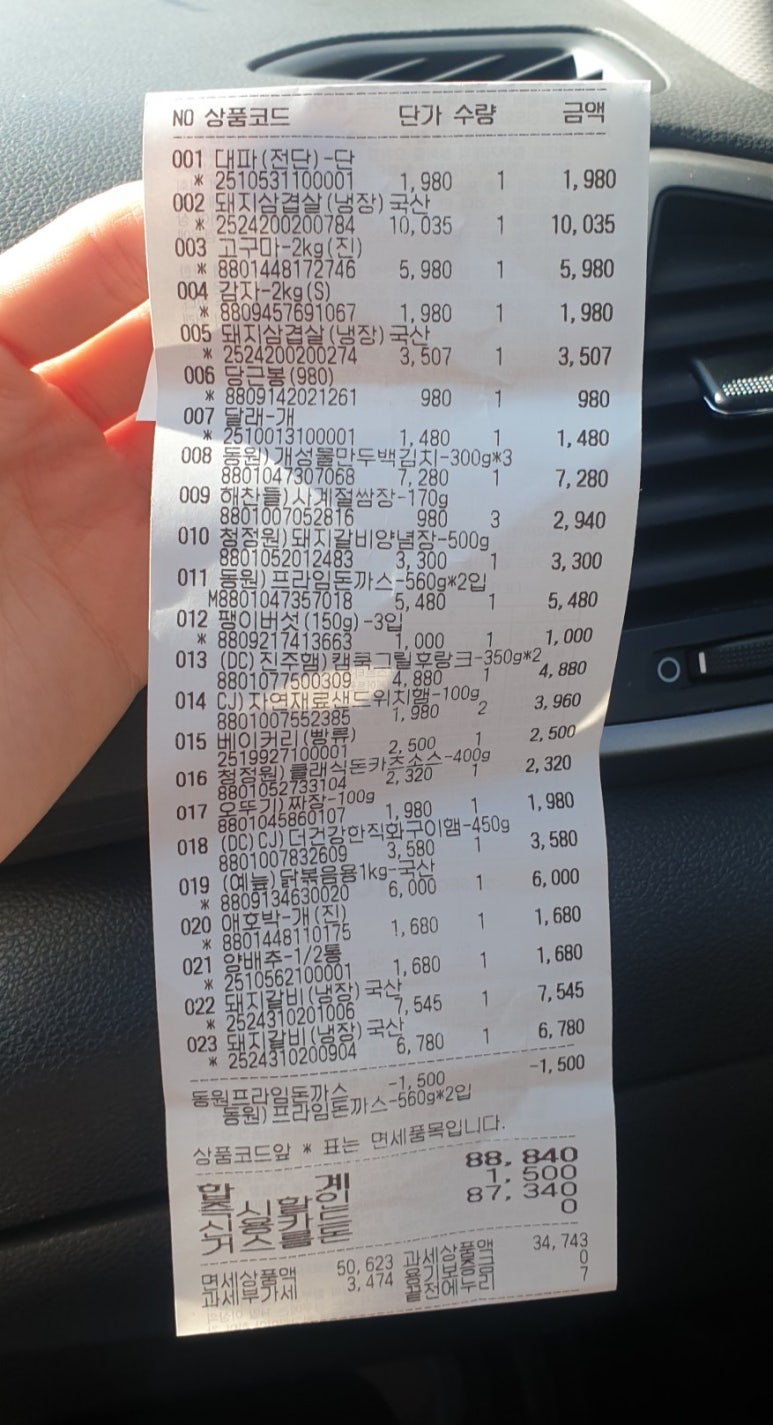 NO 상품코드 단가 수량 금액
001 대파(전단)-단
* 2510531100001 1,980 1 1,980
002 돼지삼겹살(냉장)국산
* 2524200200784 10,035 1 10,035
003 고구마-2kg(진)
* 8801448172746 5,980 1 5,980
004 감자-2kg(S)
* 8809457691067 1,980 1 1,980
005 돼지삼겹살(냉장)국산
* 2524200200274 3,507 1 3,507
006 당근봉(980)
* 8809142021261 980 1 980
007 달래-개
* 2510013100001 1,480 1 1,480
008 동원)개성물만두백김치-300g*3
8801047307068 7,280 1 7,280
009 해찬들)사계절쌈장-170g
8801007052816 980 3 2,940
010 청정원)돼지갈비양념장-500g
8801052012483 3,300 1 3,300
011 동원)프라임돈까스-560g*2입
M8801047357018 5,480 1 5,480
012 팽이버섯(150g)-3입
* 8809217413663 1,000 1 1,000
013 (DC)진주햄)캠쿡그릴후랑크-350g*2
8801077500309 4,880 1 4,880
014 CJ)자연재료샌드위치햄-100g
8801007552385 1,980 2 3,960
015 베이커리(빵류)
2519927100001 2,500 1 2,500
016 청정원)클래식돈카츠소스-400g
8801052733104 2,320 1 2,320
017 오뚜기)짜장-100g
8801045860107 1,980 1 1,980
018 (DC)CJ)더건강한직화구이햄-450g
8801007832609 3,580 1 3,580
019 (예늘)닭볶음용1kg-국산
* 8809134630020 6,000 1 6,000
020 애호박-개(진)
* 8801448110175 1,680 1 1,680
021 양배추-1/2통
* 2510562100001 1,680 1 1,680
022 돼지갈비(냉장)국산
* 2524310201006 7,545 1 7,545
023 돼지갈비(냉장)국산
* 2524310200904 6,780 1 6,780
동원프라임돈까스 -1,500 -1,500
동원)프라임돈까스-560g*2입
상품코드앞 * 표는 면세품목입니다.
합 계 88,840
1,500
신 용 카 드 87,340
거 스 름 돈 0
면세상품액 50,623 과세상품액 34,743
과세부가세 3,474 0
끝전에누리 7